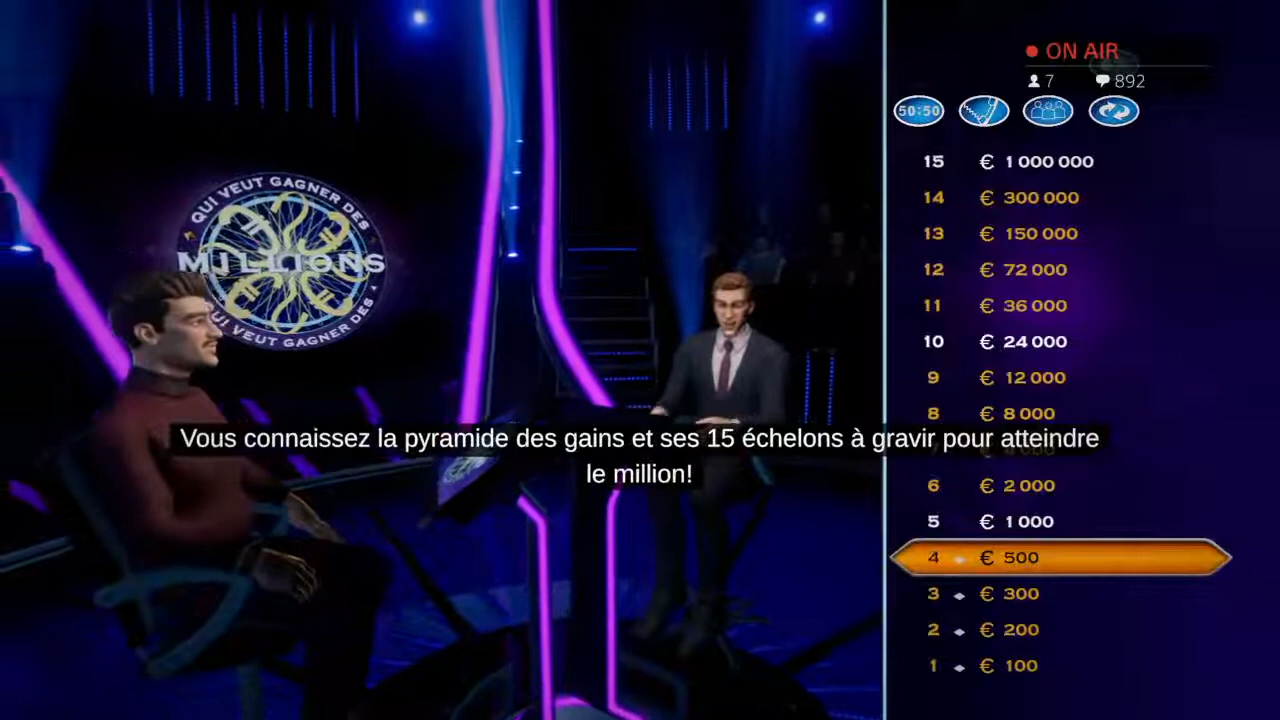 ON AIR
7 892
50:50
15 € 1 000 000
14 € 300 000
13 € 150 000
12 € 72 000
11 € 36 000
10 € 24 000
9 € 12 000
8 € 8 000
6 € 2 000
5 € 1 000
4 € 500
3 € 300
2 € 200
1 € 100
QUI VEUT GAGNER DES
MILLIONS
QUI VEUT GAGNER DES
Vous connaissez la pyramide des gains et ses 15 échelons à gravir pour atteindre
le million!